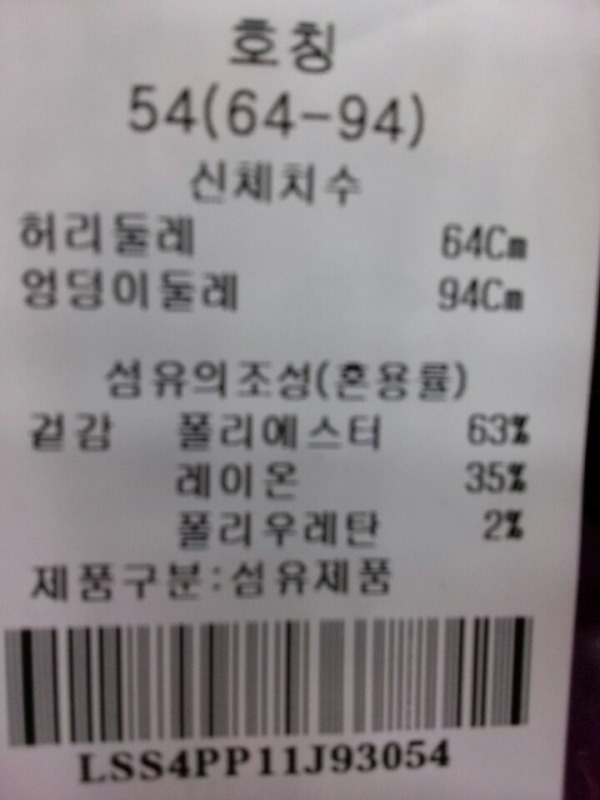 호칭
54(64-94)
신체치수
허리둘레 64Cm
엉덩이둘레 94Cm
섬유의조성(혼용률)
겉감 폴리에스터 63%
레이온 35%
폴리우레탄 2%
제품구분:섬유제품
LSS4PP11J93054